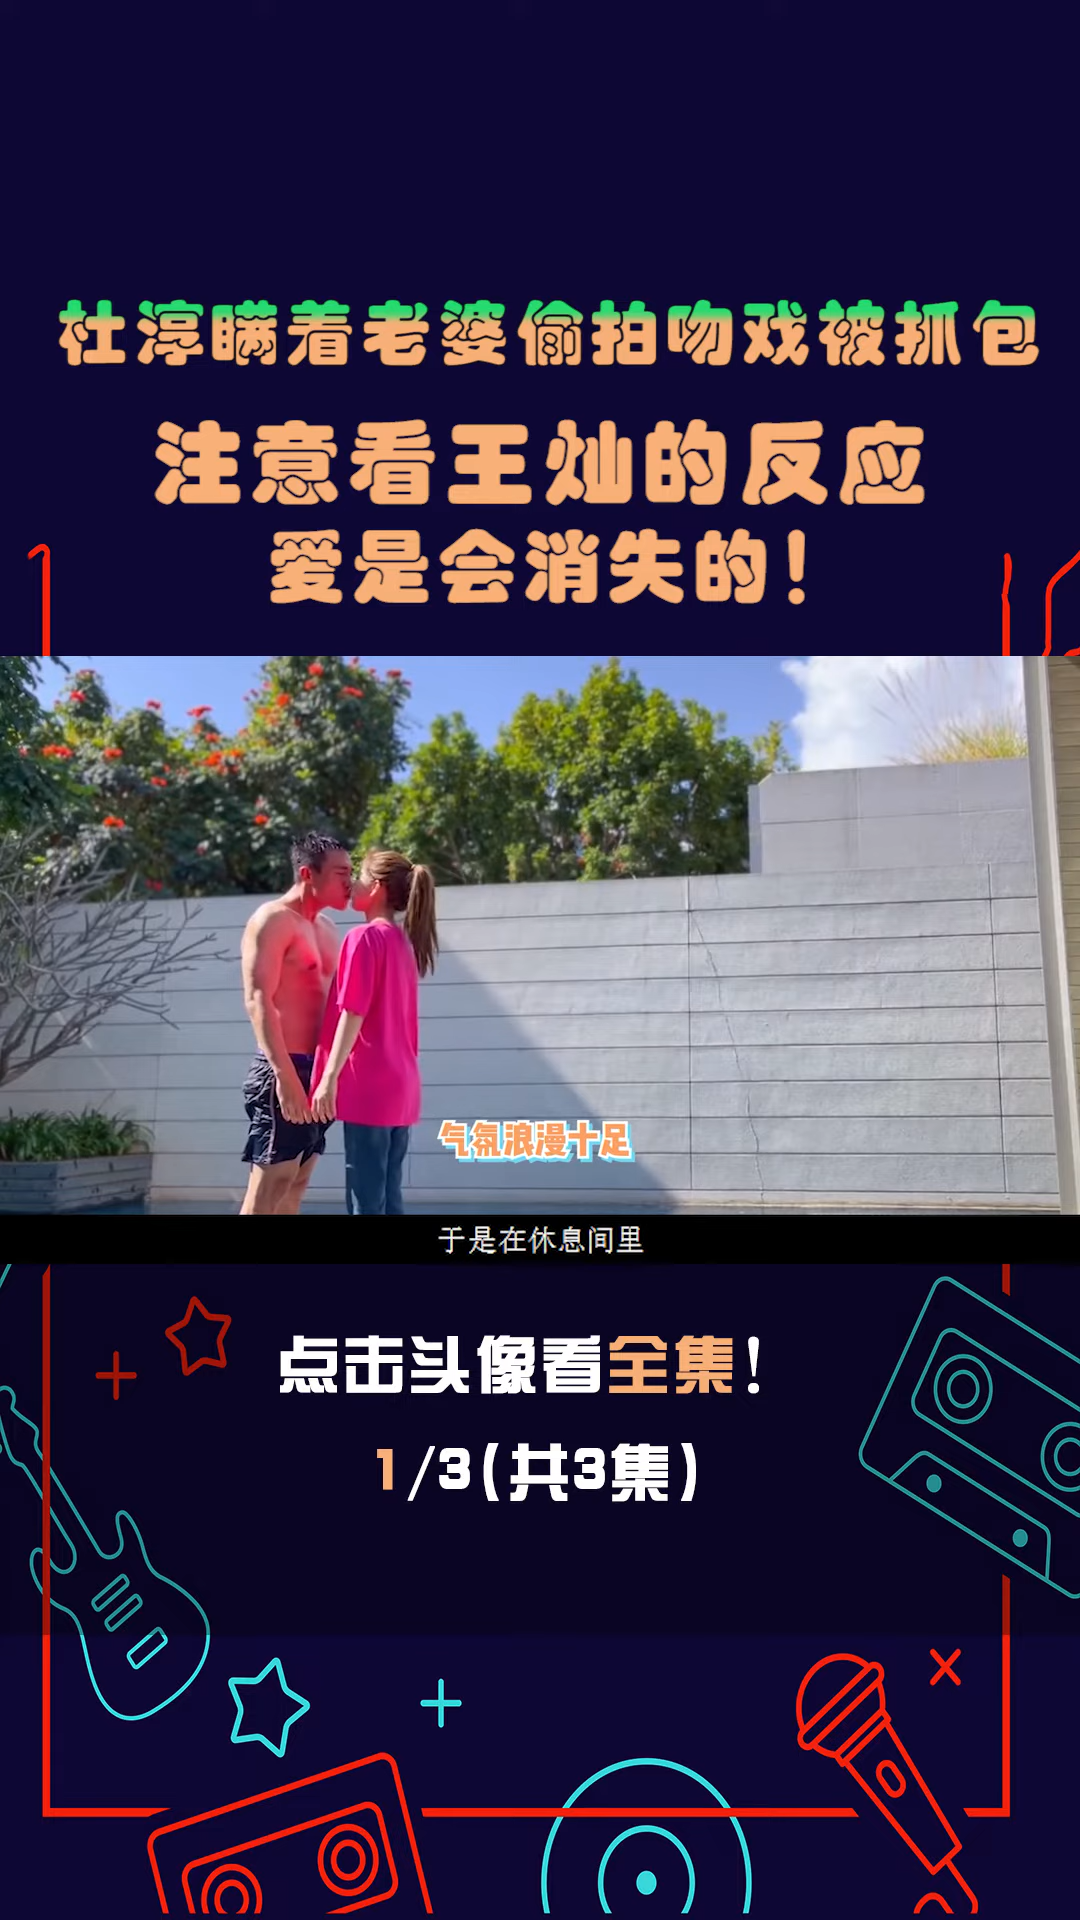 杜淳瞒着老婆偷拍吻戏被抓包
注意看王灿的反应
爱是会消失的！
气氛浪漫十足
于是在休息间里
点击头像看全集！
1/3(共3集)